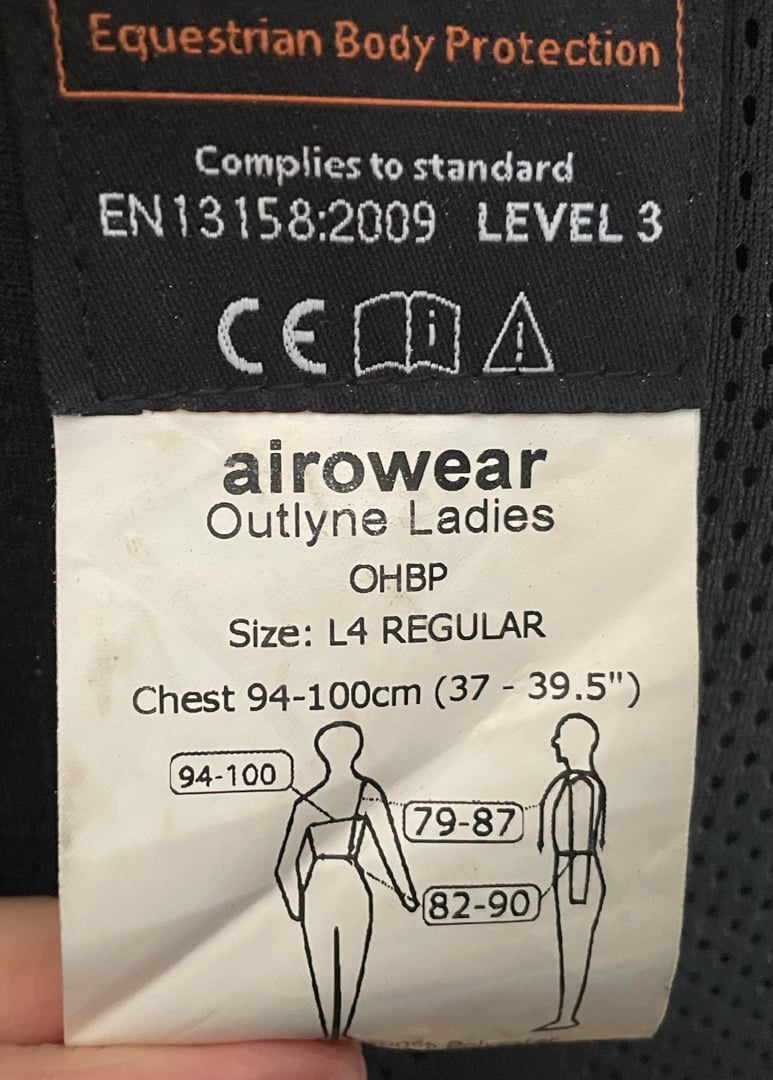 Equestrian Body Protection
Complies to standard
EN13158:2009 LEVEL 3
CE
i
!
airowear
Outlyne Ladies
OHBP
Size: L4 REGULAR
Chest 94-100cm (37 - 39.5")
94-100
79-87
82-90